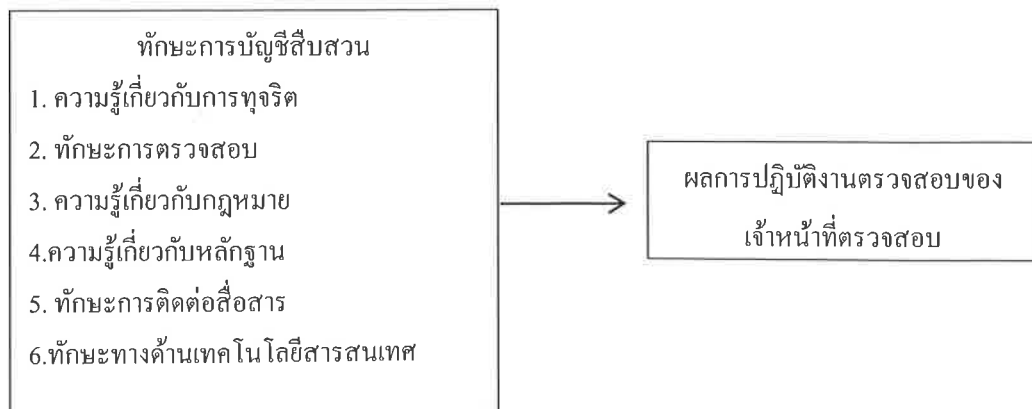 ทักษะการบัญชีสืบสวน
1. ความรู้เกี่ยวกับการทุจริต
2. ทักษะการตรวจสอบ
3. ความรู้เกี่ยวกับกฎหมาย
4.ความรู้เกี่ยวกับหลักฐาน
5. ทักษะการติดต่อสื่อสาร
6.ทักษะทางด้านเทคโนโลยีสารสนเทศ
ผลการปฏิบัติงานตรวจสอบของ
เจ้าหน้าที่ตรวจสอบ